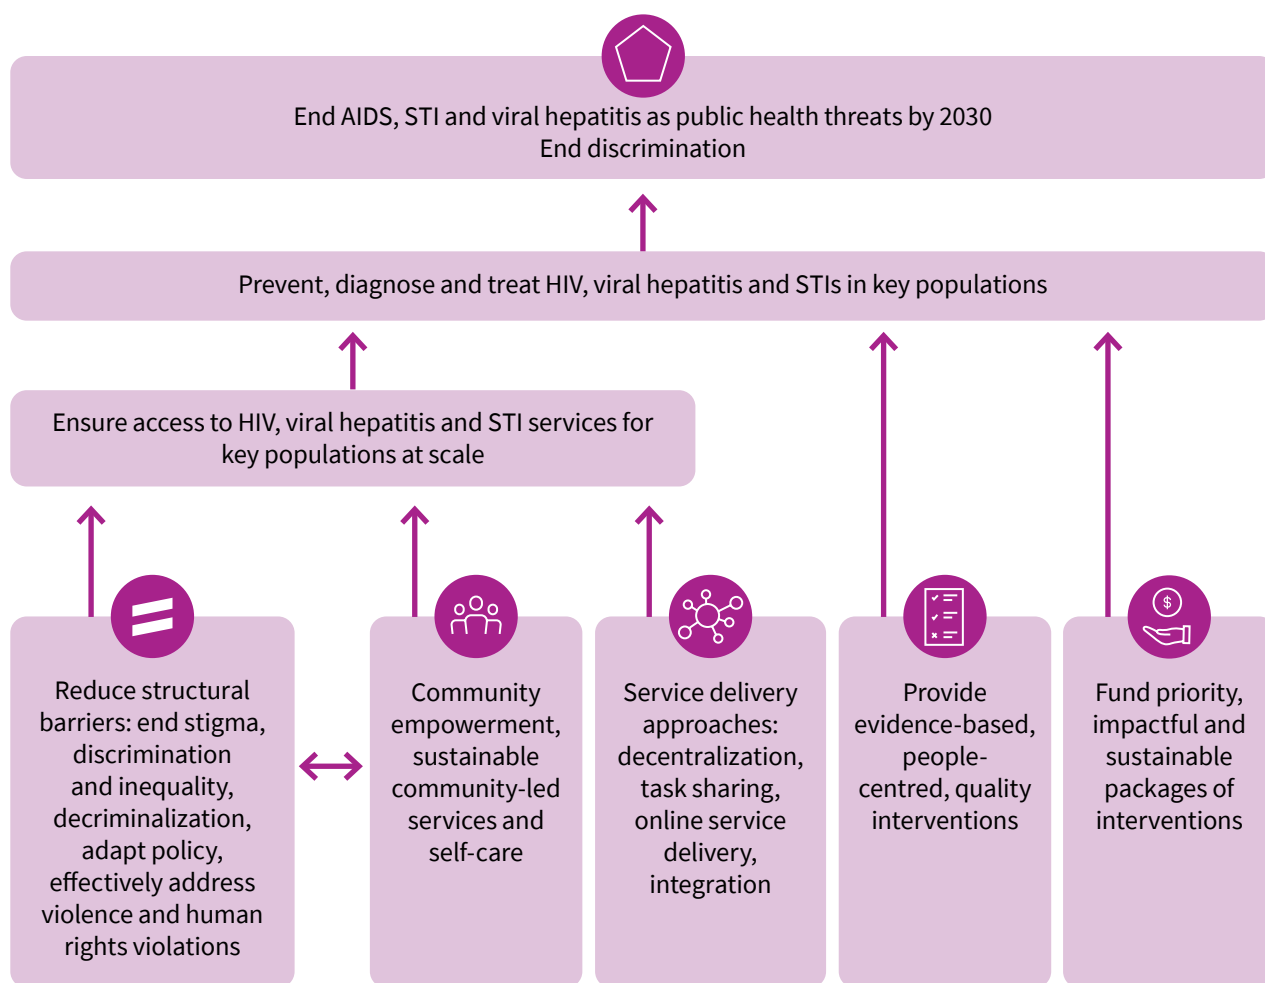 End AIDS, STI and viral hepatitis as public health threats by 2030
End discrimination
Prevent, diagnose and treat HIV, viral hepatitis and STIs in key populations
Ensure access to HIV, viral hepatitis and STI services for
key populations at scale
Reduce structural
barriers: end stigma,
discrimination
and inequality,
decriminalization,
adapt policy,
effectively address
violence and human
rights violations
Community
empowerment,
sustainable
community-led
services and
self-care
Service delivery
approaches:
decentralization,
task sharing,
online service
delivery,
integration
Provide
evidence-based,
people-
centred, quality
interventions
$
Fund priority,
impactful and
sustainable
packages of
interventions